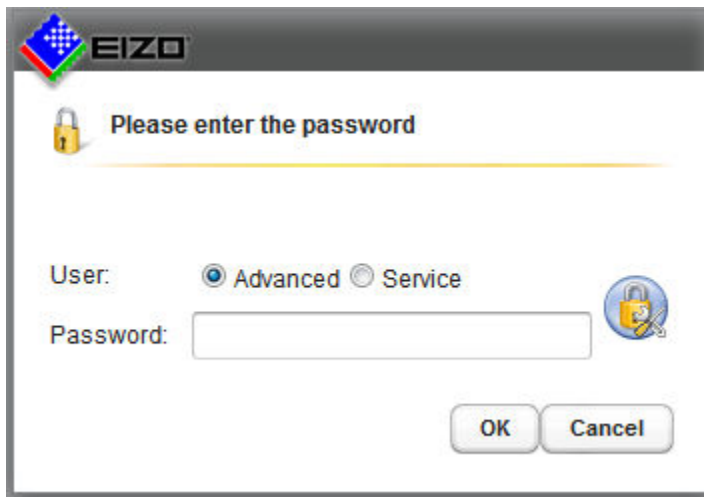 EIZO
Please enter the password
User: Advanced Service
Password:
OK Cancel